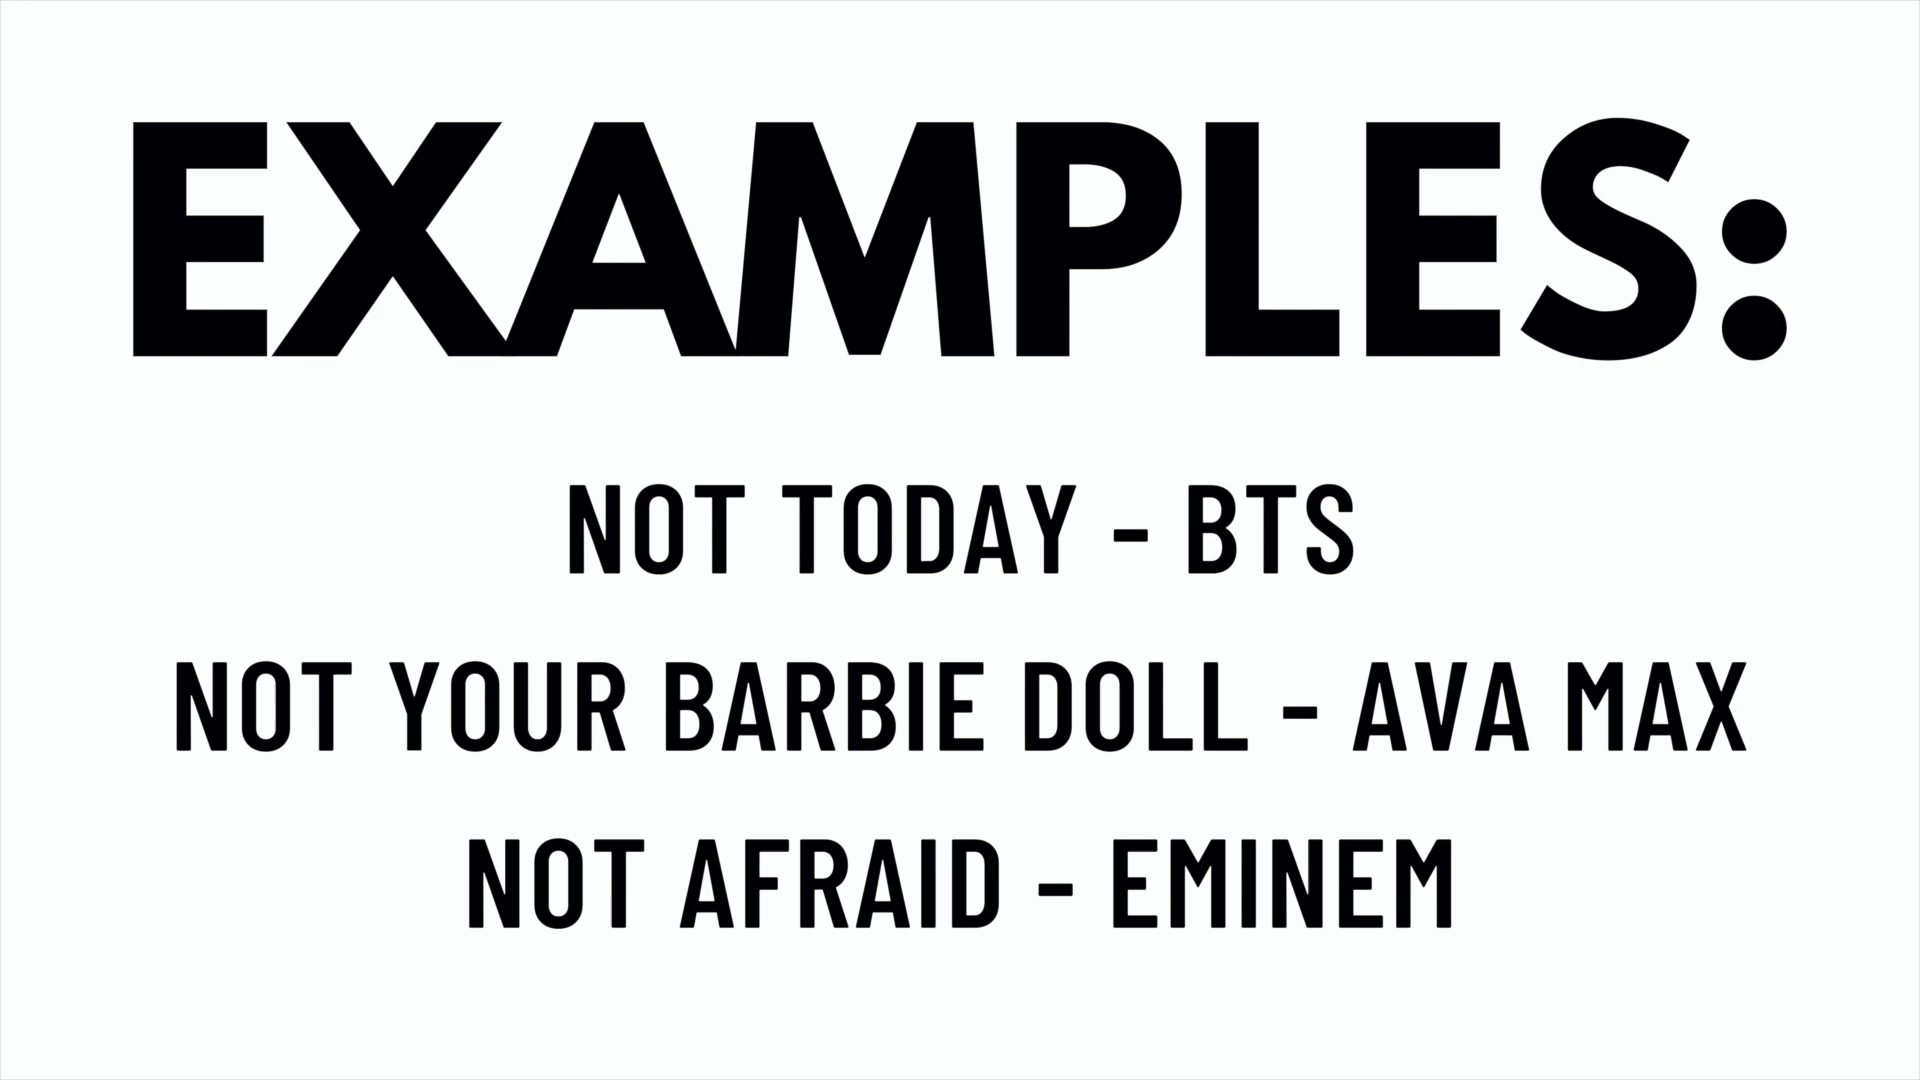 EXAMPLES:
NOT TODAY - BTS
NOT YOUR BARBIE DOLL - AVA MAX
NOT AFRAID - EMINEM